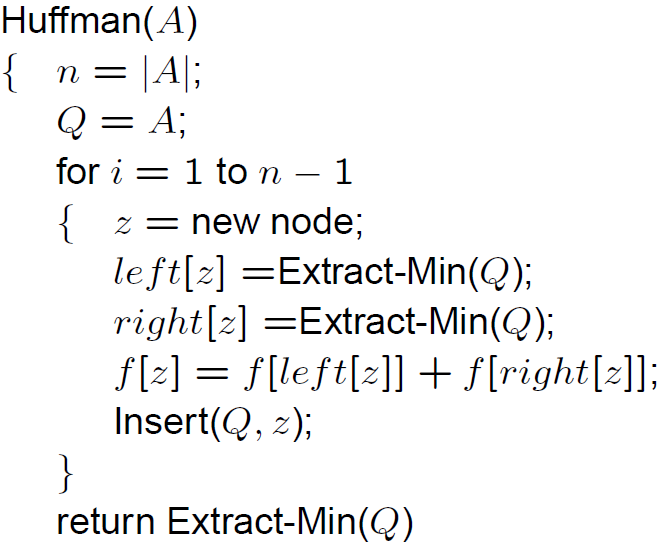 Huffman(A)
{ n = |A|;
Q = A;
for i = 1 to n − 1
{ z = new node;
left[z] =Extract-Min(Q);
right[z] =Extract-Min(Q);
f[z] = f[left[z]] + f[right[z]];
Insert(Q, z);
}
return Extract-Min(Q)